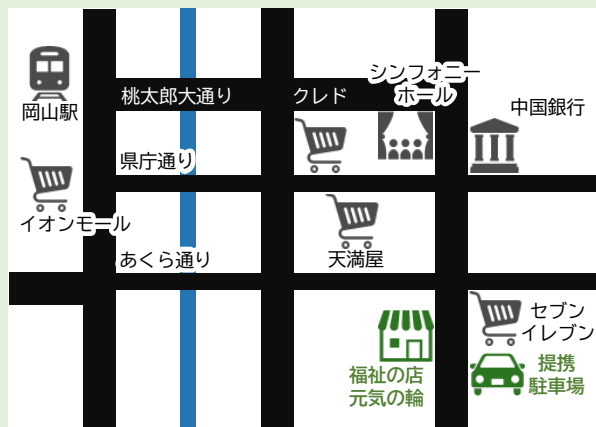 シンフォニー
ホール
桃太郎大通り
クレド
中国銀行
岡山駅
県庁通り
イオンモール
あくら通り
天満屋
セブン
イレブン
福祉の店
元気の輪
提携
駐車場